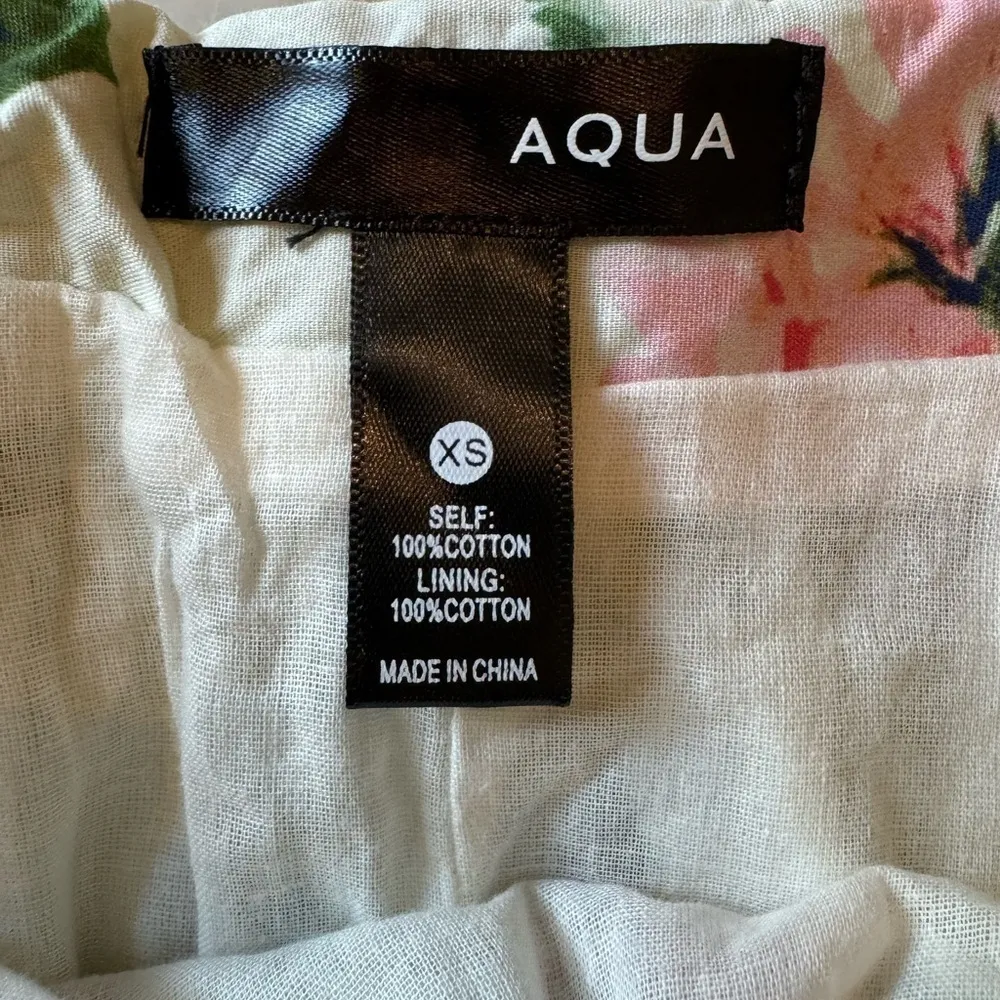 AQUA
XS
SELF:
100%COTTON
LINING:
100%COTTON
MADE IN CHINA